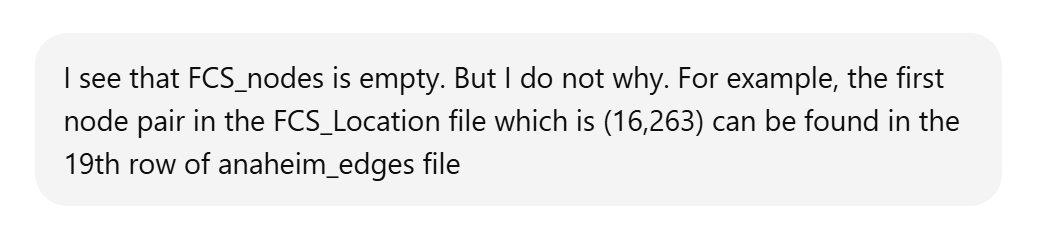 I see that FCS_nodes is empty. But I do not why. For example, the first
node pair in the FCS_Location file which is (16,263) can be found in the
19th row of anaheim_edges file